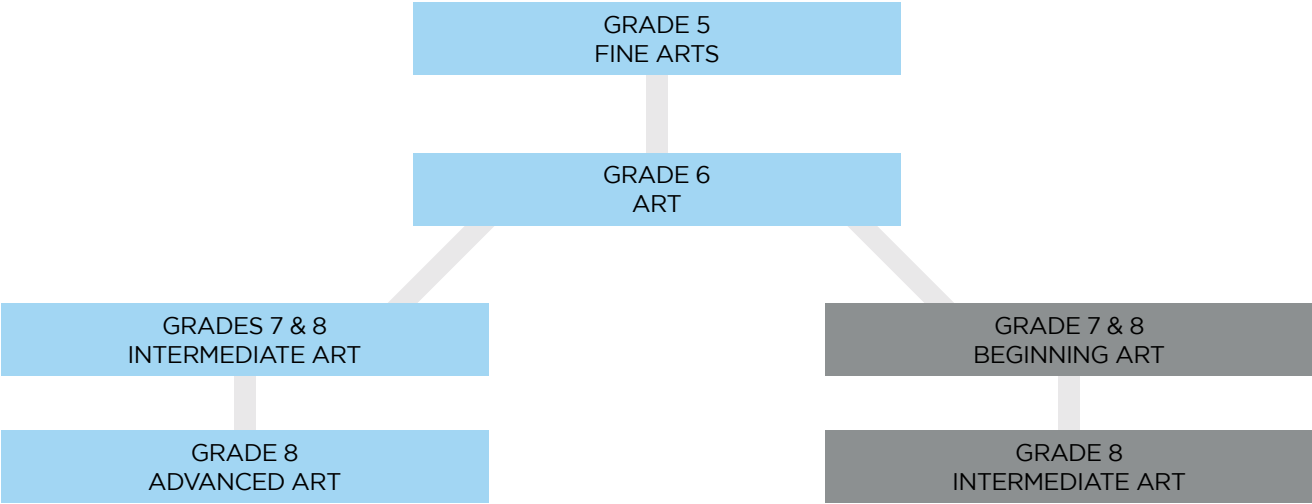 GRADE 5
FINE ARTS
GRADE 6
ART
GRADES 7 & 8
INTERMEDIATE ART
GRADE 7 & 8
BEGINNING ART
GRADE 8
ADVANCED ART
GRADE 8
INTERMEDIATE ART